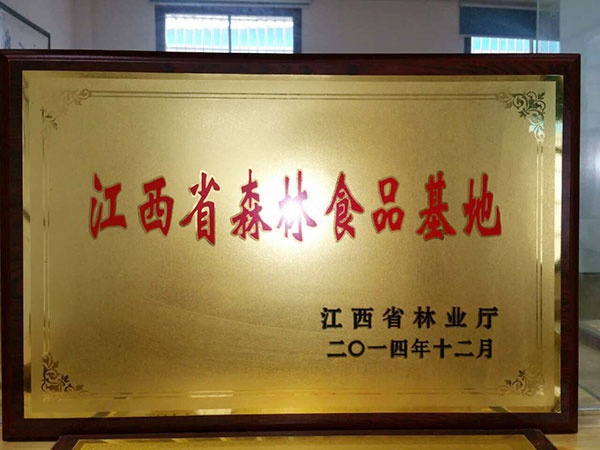 江西省森林食品基地
江西省林业厅
二〇一四年十二月